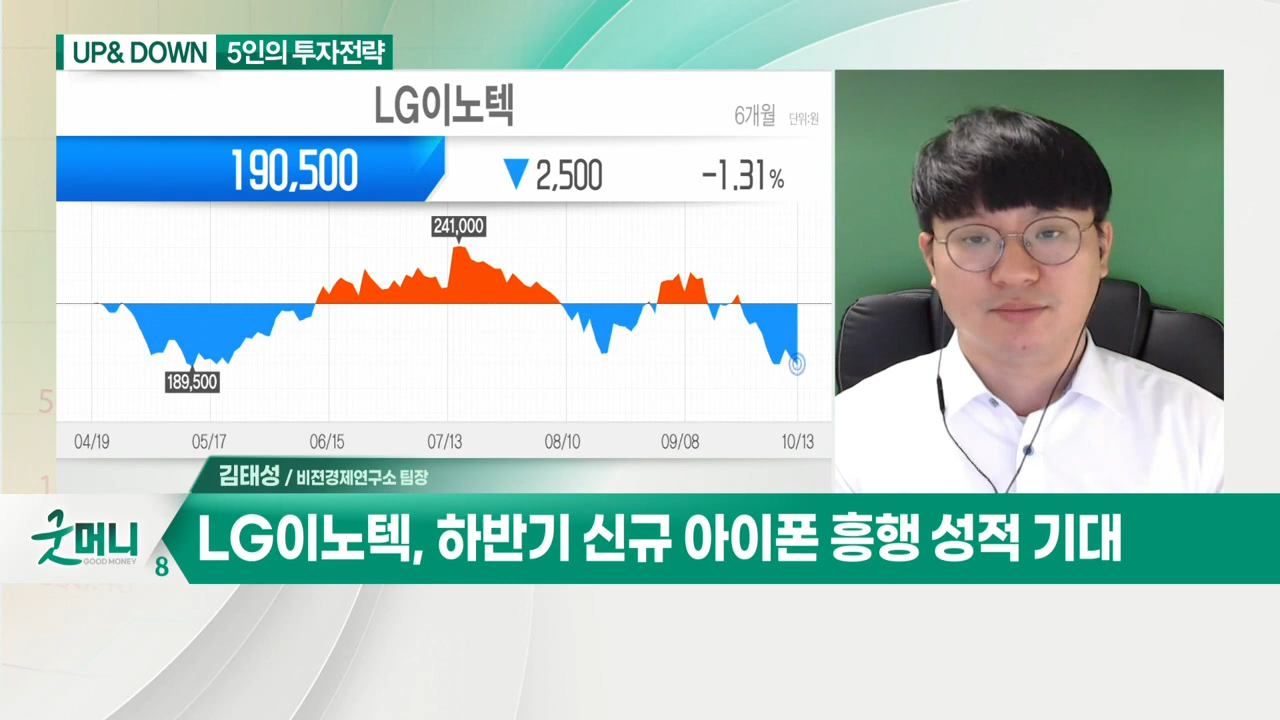 UP& DOWN 5인의 투자전략
LG이노텍
6개월 단위:원
190,500 ▼ 2,500 -1.31%
241,000
189,500
04/19 05/17 06/15 07/13 08/10 09/08 10/13
김태성 / 비전경제연구소 팀장
LG이노텍, 하반기 신규 아이폰 흥행 성적 기대
굿머니
GOOD MONEY
8
5
1